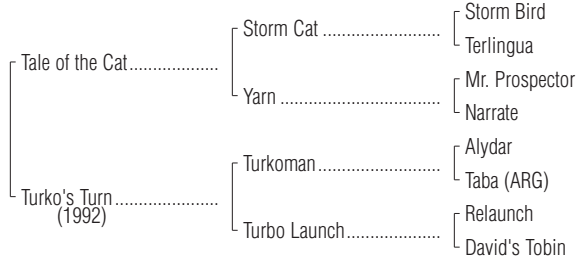 Storm Bird
Storm Cat
Terlingua
Tale of the Cat
Mr. Prospector
Yarn
Narrate
Alydar
Turkoman
Taba (ARG)
Turko's Turn
(1992)
Relaunch
Turbo Launch
David's Tobin